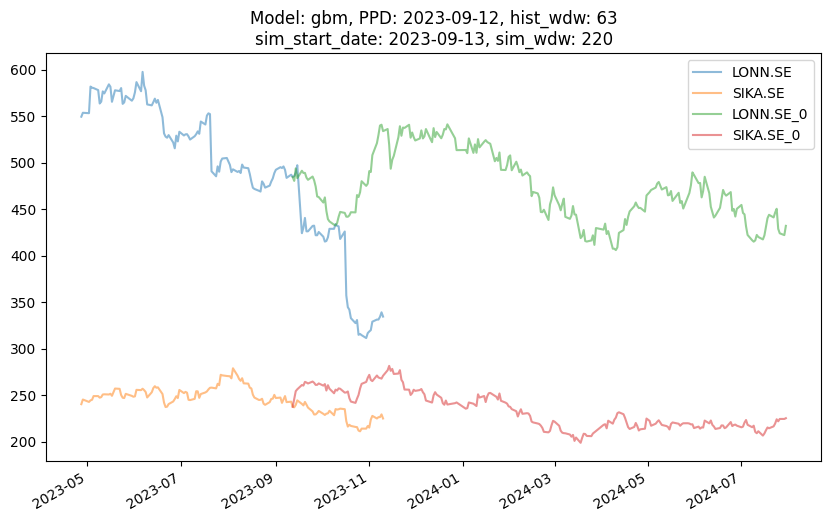 Model: gbm, PPD: 2023-09-12, hist_wdw: 63
sim_start_date: 2023-09-13, sim_wdw: 220
LONN.SE
SIKA.SE
LONN.SE_0
SIKA.SE_0
600
550
500
450
400
350
300
250
200
2023-05
2023-07
2023-09
2023-11
2024-01
2024-03
2024-05
2024-07